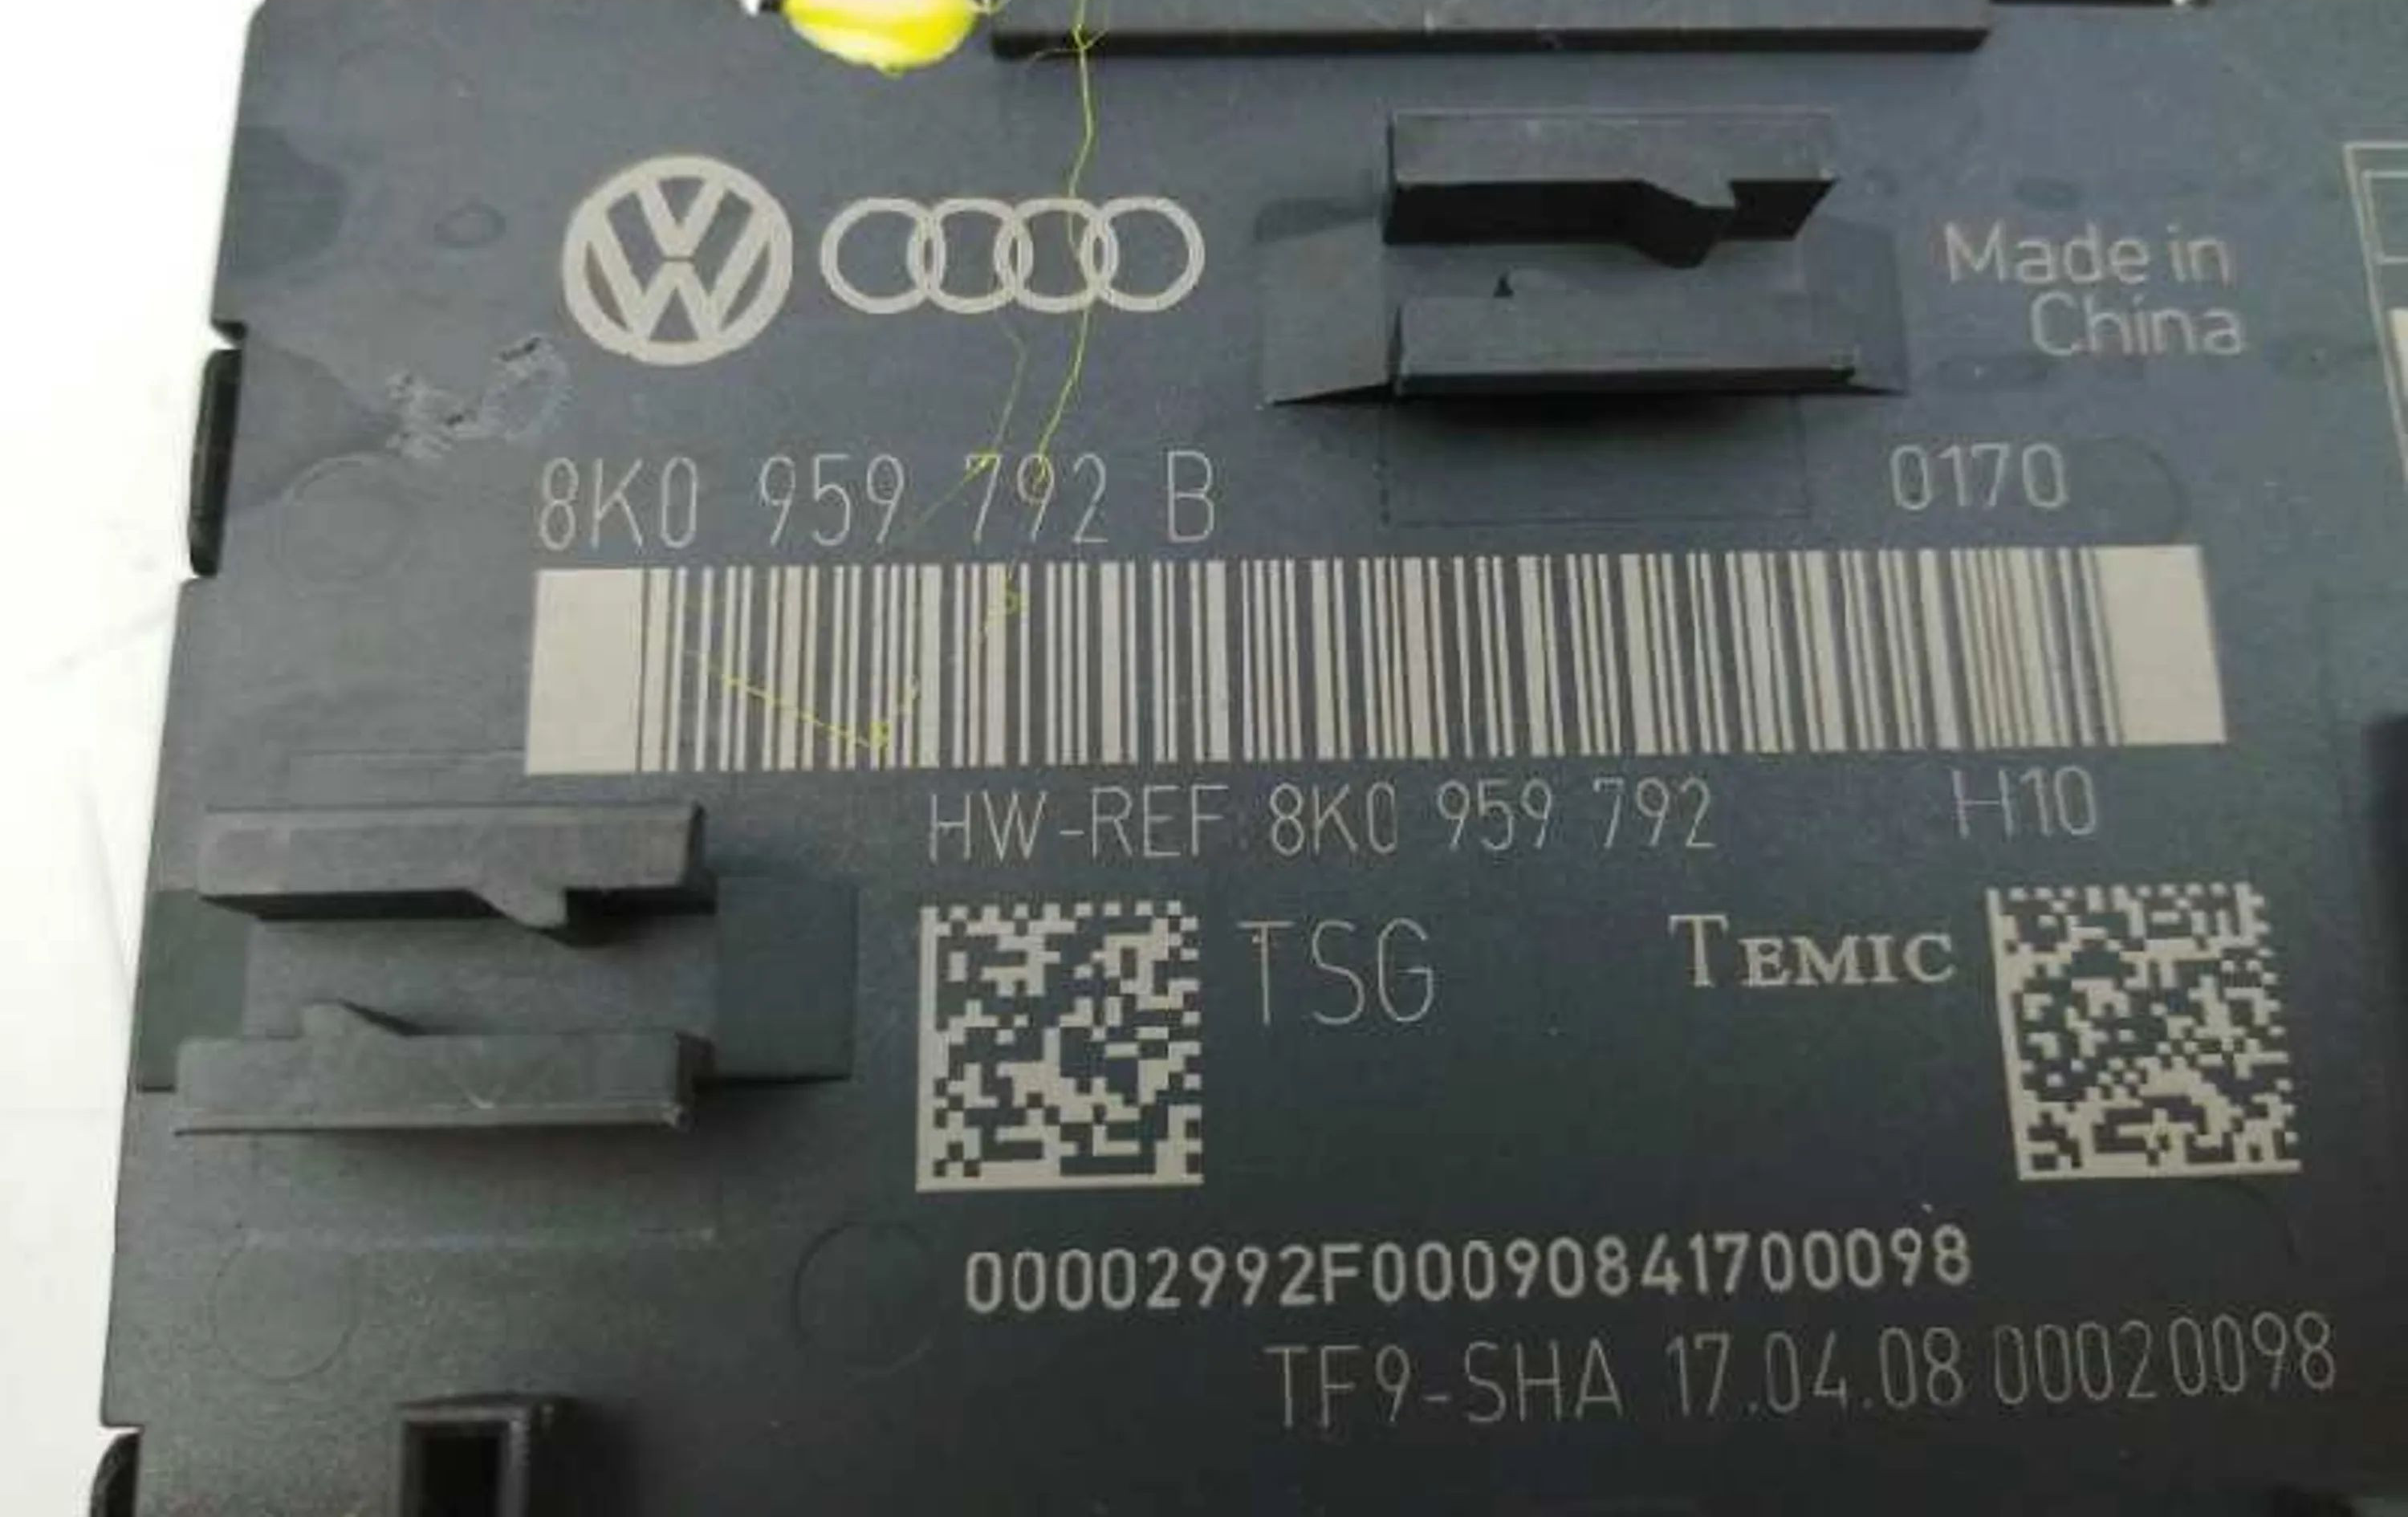 Made in
China
8K0 959 792 B
0170
HW-REF 8K0 959 792 H10
TSG
TEMIC
00002992F00090841700098
TF9-SHA 17.04.08 00020098